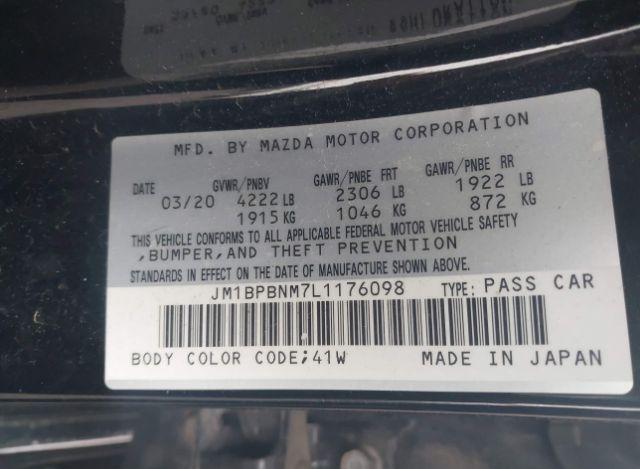 MFD. BY MAZDA MOTOR CORPORATION
DATE GVWR/PNBV GAWR/PNBE FRT GAWR/PNBE RR
03/20 4222 LB 2306 LB 1922 LB
1915 KG 1046 KG 872 KG
THIS VEHICLE CONFORMS TO ALL APPLICABLE FEDERAL MOTOR VEHICLE SAFETY
,BUMPER,AND THEFT PREVENTION
STANDARDS IN EFFECT ON THE DATE OF MANUFACTURE SHOWN ABOVE.
JM1BPBNM7L1176098 TYPE: PASS CAR
BODY COLOR CODE;41W MADE IN JAPAN